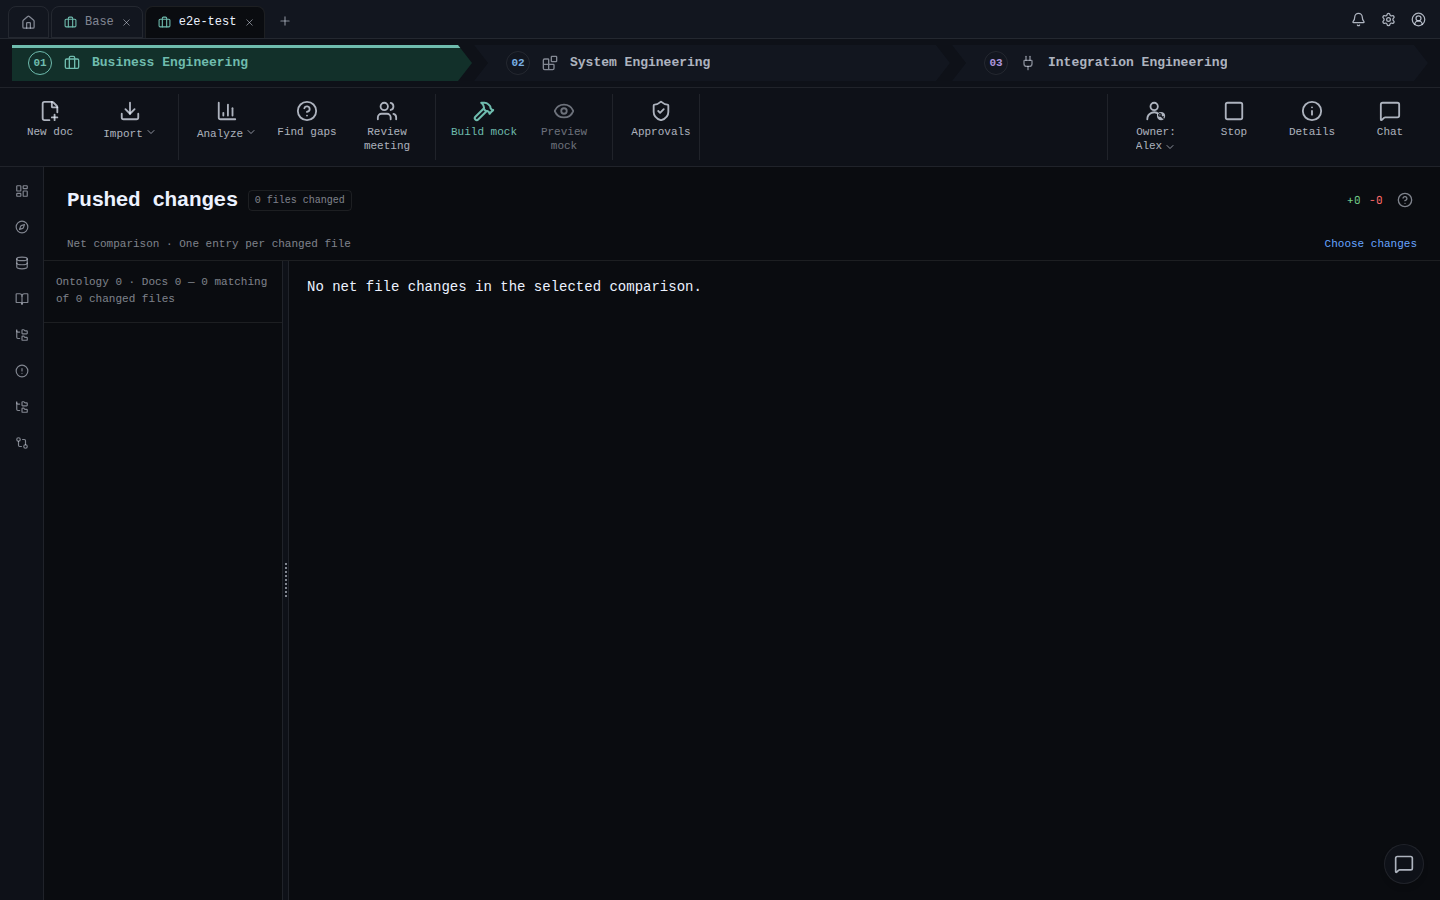 Base
e2e-test
01 Business Engineering
02 System Engineering
03 Integration Engineering
New doc
Import
Analyze
Find gaps
Review
meeting
Build mock
Preview
mock
Approvals
Owner:
Alex
Stop
Details
Chat
Pushed changes
0 files changed
+0 -0
Net comparison · One entry per changed file
Choose changes
Ontology 0 · Docs 0 — 0 matching
of 0 changed files
No net file changes in the selected comparison.